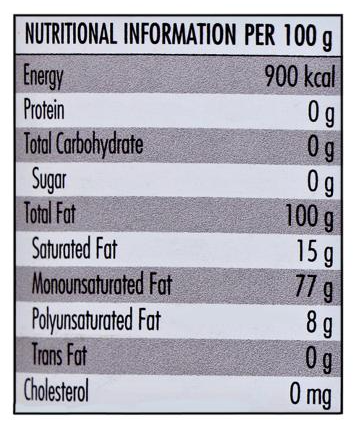 NUTRITIONAL INFORMATION PER 100 g
Energy 900 kcal
Protein 0 g
Total Carbohydrate 0 g
Sugar 0 g
Total Fat 100 g
Saturated Fat 15 g
Monounsaturated Fat 77 g
Polyunsaturated Fat 8 g
Trans Fat 0 g
Cholesterol 0 mg